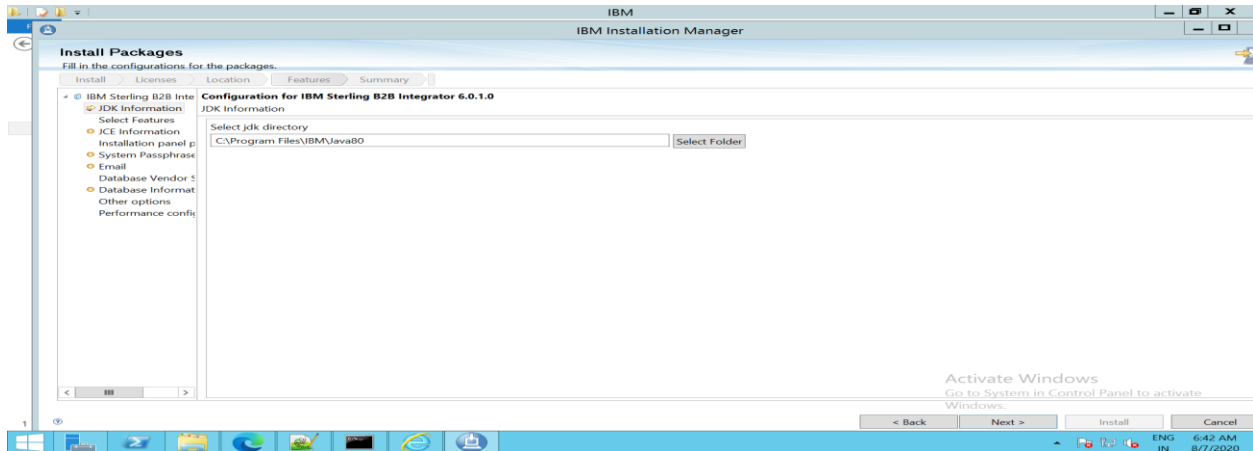 IBM
IBM Installation Manager
Install Packages
Fill in the configurations for the packages.
Install
Licenses
Location
Features
Summary
IBM Sterling B2B Inte
JDK Information
Select Features
JCE Information
Installation panel p
System Passphrase
Email
Database Vendor S
Database Informat
Other options
Performance config
Configuration for IBM Sterling B2B Integrator 6.0.1.0
JDK Information
Select jdk directory
C:\Program Files\IBM\Java80
Select Folder
Activate Windows
Go to System in Control Panel to activate
Windows.
< Back
Next >
Install
Cancel
1
ENG
IN
6:42 AM
8/7/2020